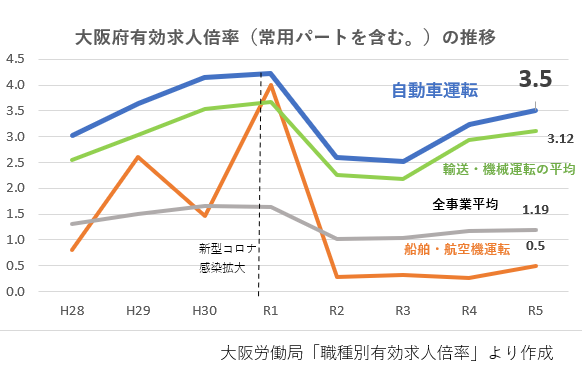 大阪府有効求人倍率（常用パートを含む。）の推移
4.5
4.0
3.5
3.0
2.5
2.0
1.5
1.0
0.5
0.0
自動車運転
3.5
3.12
輸送・機械運転の平均
全事業平均
1.19
船舶・航空機運転
0.5
新型コロナ
感染拡大
H28 H29 H30 R1 R2 R3 R4 R5
大阪労働局「職種別有効求人倍率」より作成